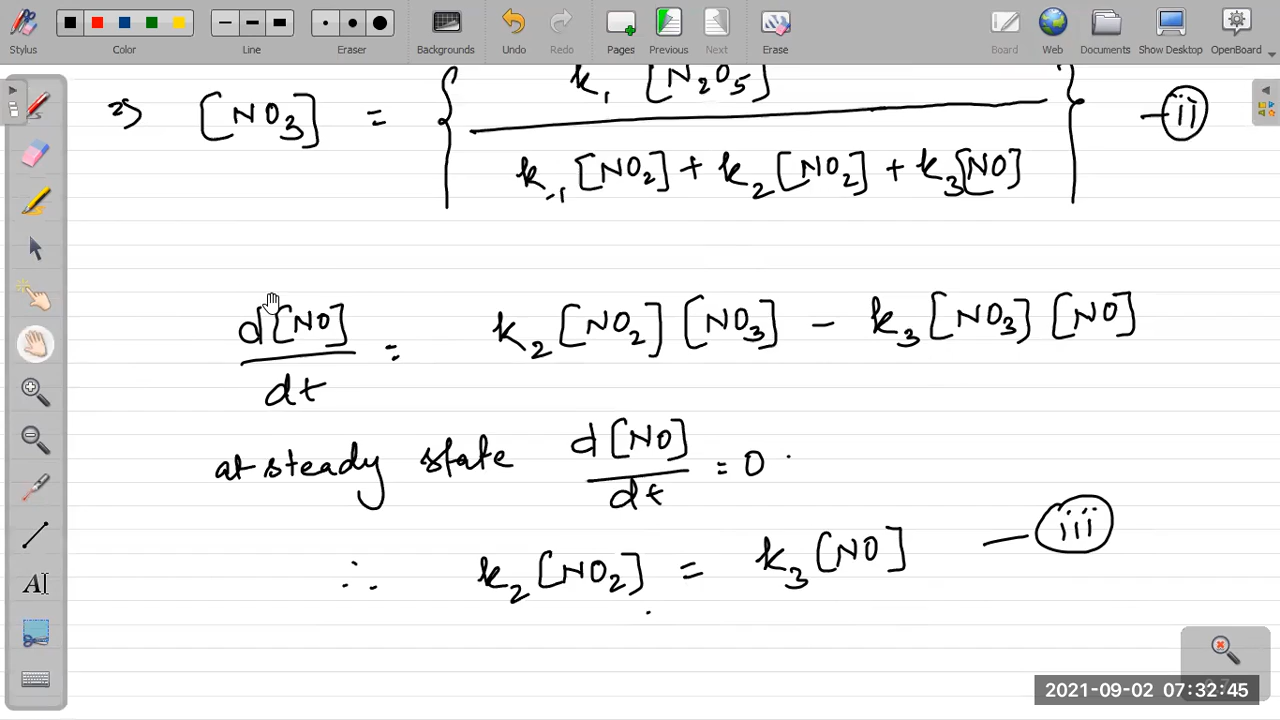 Stylus Color Line Eraser Backgrounds Undo Redo Pages Previous Next Erase Board Web Documents Show Desktop OpenBoard
k₁ [N₂O₅]
⇒ [NO₃] = { ――――― } — ii
k₋₁[NO₂] + k₂[NO₂] + k₃[NO]
d[NO]/dt = k₂[NO₂][NO₃] − k₃[NO₃][NO]
at steady state d[NO]/dt = 0
∴ k₂[NO₂] = k₃[NO] — iii
2021-09-02 07:32:45